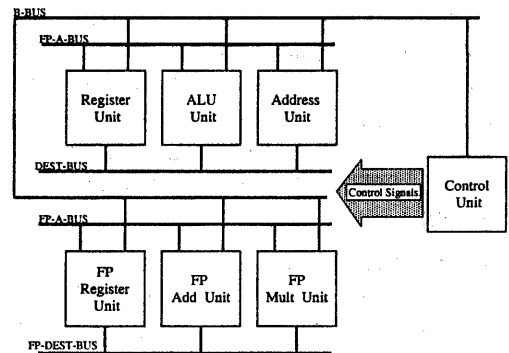 B-BUS
FP-A-BUS
Register
Unit
ALU
Unit
Address
Unit
DEST-BUS
Control Signals
Control
Unit
FP-A-BUS
FP
Register
Unit
FP
Add Unit
FP
Mult Unit
FP-DEST-BUS